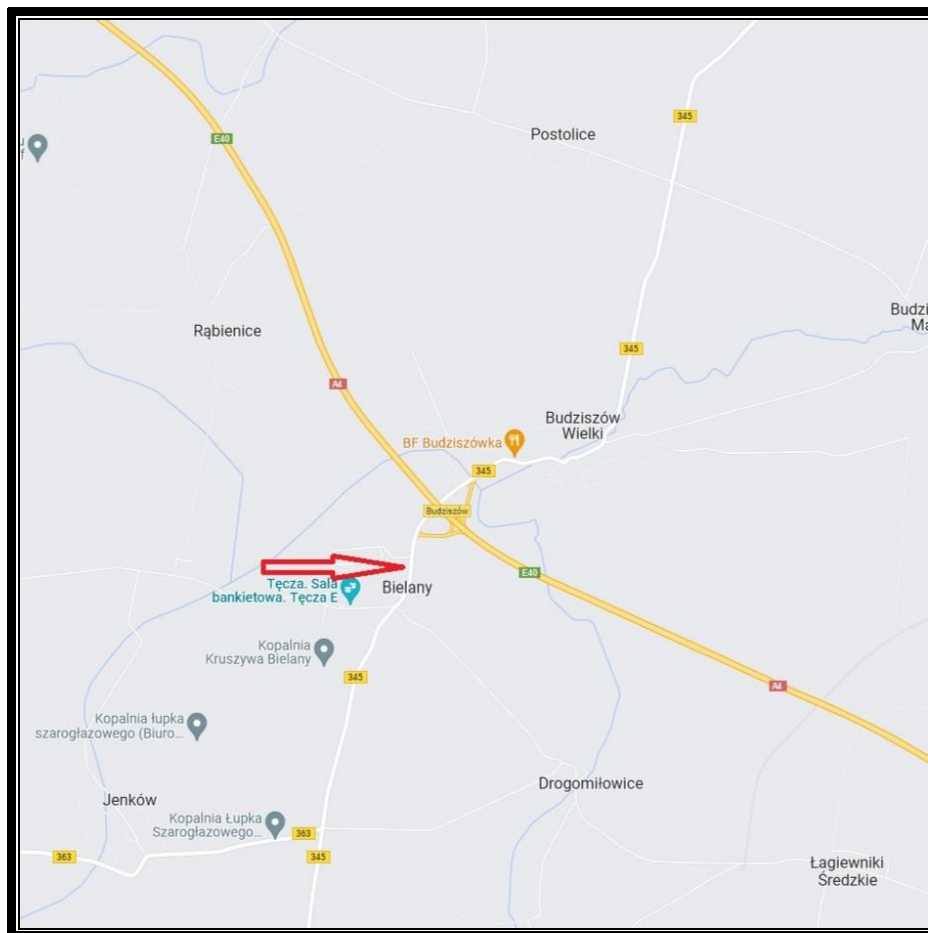 E40
345
Postolice
Rąbienice
345
A4
Budziszów
Wielki
BF Budziszówka
345
Budziszów
Tęcza. Sala
bankietowa. Tęcza E
Bielany
E40
Kopalnia
Kruszywa Bielany
345
A4
Kopalnia łupka
szarogłazowego (Biuro...
Drogomiłowice
Jenków
Kopalnia Łupka
Szarogłazowego...
363
363
345
Łagiewniki
Średzkie